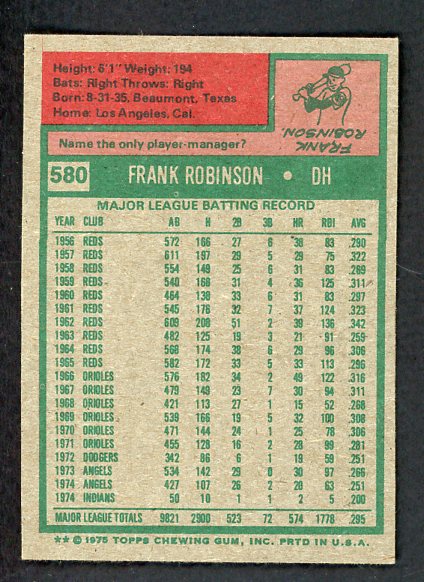 Height: 6'1" Weight: 194
Bats: Right Throws: Right
Born: 8-31-35, Beaumont, Texas
Home: Los Angeles, Cal.
FRANK
ROBINSON
Name the only player-manager?
580 FRANK ROBINSON • DH
MAJOR LEAGUE BATTING RECORD
YEAR CLUB AB H 2B 3B HR RBI AVG
1956 REDS 572 166 27 6 38 83 .290
1957 REDS 611 197 29 5 29 75 .322
1958 REDS 554 149 25 6 31 83 .269
1959 REDS 540 168 31 4 36 125 .311
1960 REDS 464 138 33 6 31 83 .297
1961 REDS 545 176 32 7 37 124 .323
1962 REDS 609 208 51 2 39 136 .342
1963 REDS 482 125 19 3 21 91 .259
1964 REDS 568 174 38 6 29 96 .306
1965 REDS 582 172 33 5 33 113 .296
1966 ORIOLES 576 182 34 2 49 122 .316
1967 ORIOLES 479 149 23 7 30 94 .311
1968 ORIOLES 421 113 27 1 15 52 .268
1969 ORIOLES 539 166 19 5 32 100 .308
1970 ORIOLES 471 144 24 1 25 78 .306
1971 ORIOLES 455 128 16 2 28 99 .281
1972 DODGERS 342 86 6 1 19 59 .251
1973 ANGELS 534 142 29 0 30 97 .266
1974 ANGELS 427 107 26 2 20 63 .251
1974 INDIANS 50 10 1 1 2 5 .200
MAJOR LEAGUE TOTALS 9821 2900 523 72 574 1778 .295
** © 1975 TOPPS CHEWING GUM, INC. PRTD IN U.S.A.